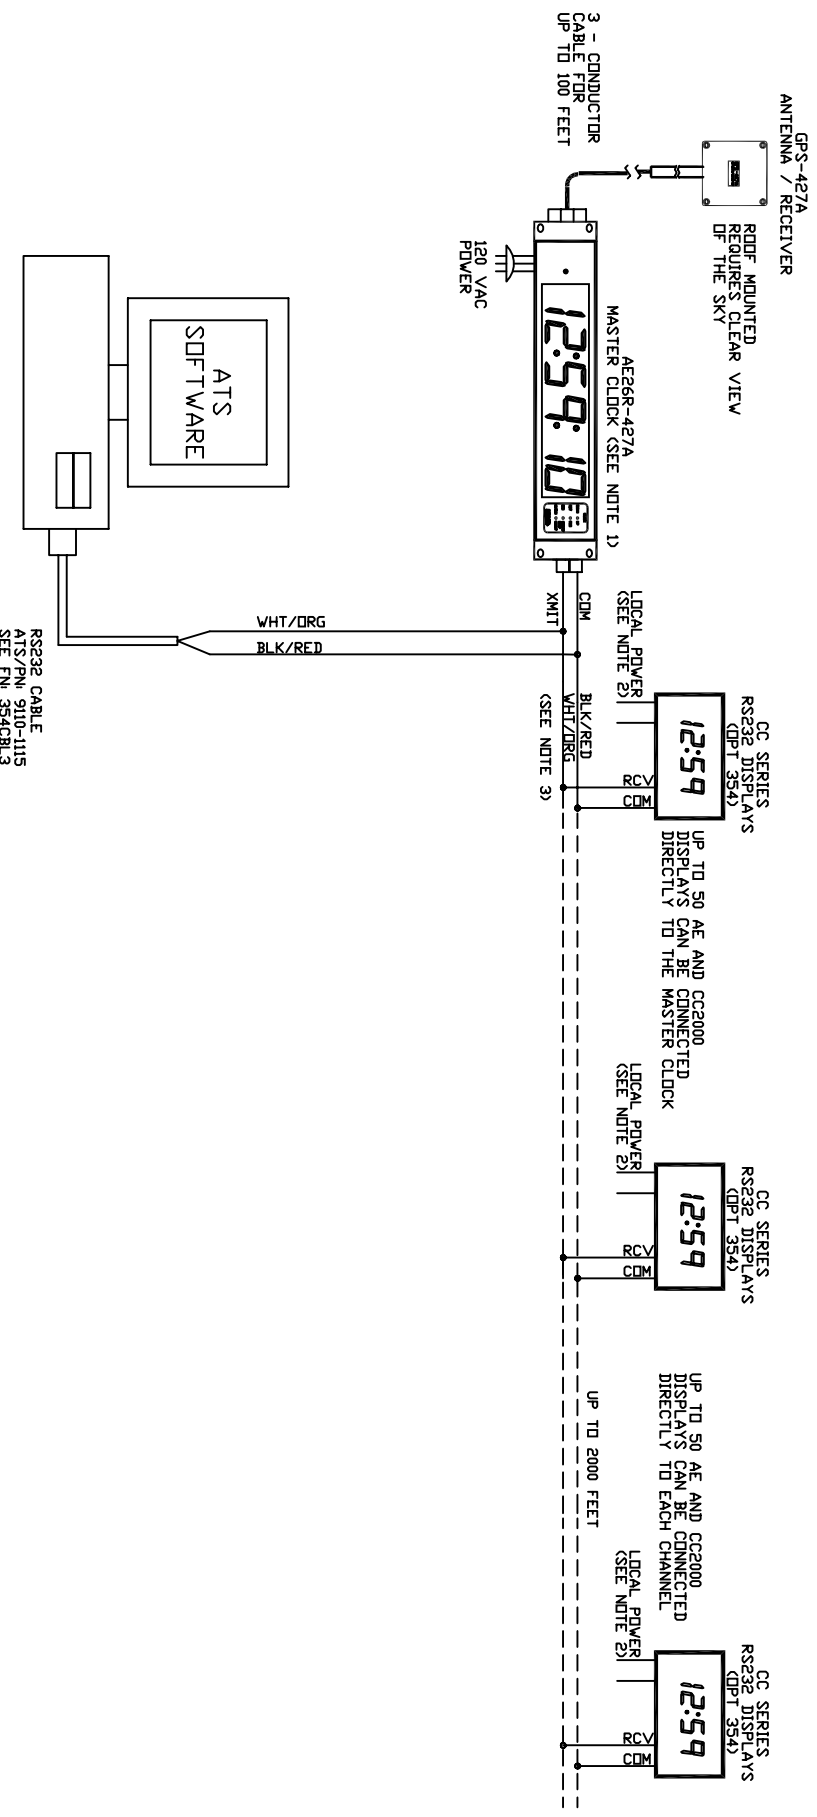 GPS-427A
ANTENNA / RECEIVER
ROOF MOUNTED
REQUIRES CLEAR VIEW
OF THE SKY
3 - CONDUCTOR
CABLE FOR
UP TO 100 FEET
AE26R-427A
MASTER CLOCK (SEE NOTE 1)
12:59:10
120 VAC
POWER
COM
XMIT
ATS
SOFTWARE
WHT/ORG
BLK/RED
RS232 CABLE
ATS/PN: 9110-1115
SEE FN: 354CBL3
BLK/RED
WHT/ORG
(SEE NOTE 3)
CC SERIES
RS232 DISPLAYS
(OPT 354)
12:59
LOCAL POWER
(SEE NOTE 2)
RCV
COM
UP TO 50 AE AND CC2000
DISPLAYS CAN BE CONNECTED
DIRECTLY TO THE MASTER CLOCK
CC SERIES
RS232 DISPLAYS
(OPT 354)
12:59
LOCAL POWER
(SEE NOTE 2)
RCV
COM
UP TO 50 AE AND CC2000
DISPLAYS CAN BE CONNECTED
DIRECTLY TO EACH CHANNEL
UP TO 2000 FEET
CC SERIES
RS232 DISPLAYS
(OPT 354)
12:59
LOCAL POWER
(SEE NOTE 2)
RCV
COM